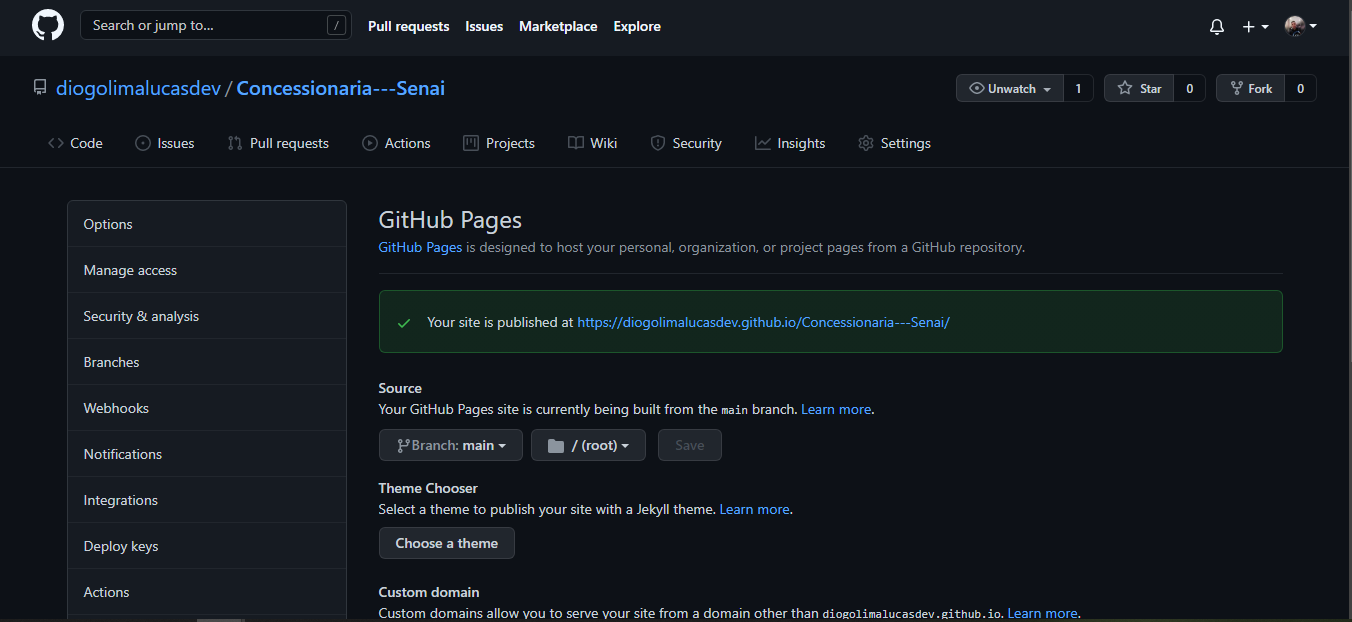 Search or jump to... / Pull requests Issues Marketplace Explore
diogolimalucasdev / Concessionaria---Senai Unwatch 1 Star 0 Fork 0
Code Issues Pull requests Actions Projects Wiki Security Insights Settings
Options
Manage access
Security & analysis
Branches
Webhooks
Notifications
Integrations
Deploy keys
Actions
GitHub Pages
GitHub Pages is designed to host your personal, organization, or project pages from a GitHub repository.
Your site is published at https://diogolimalucasdev.github.io/Concessionaria---Senai/
Source
Your GitHub Pages site is currently being built from the main branch. Learn more.
Branch: main / (root) Save
Theme Chooser
Select a theme to publish your site with a Jekyll theme. Learn more.
Choose a theme
Custom domain
Custom domains allow you to serve your site from a domain other than diogolimalucasdev.github.io. Learn more.